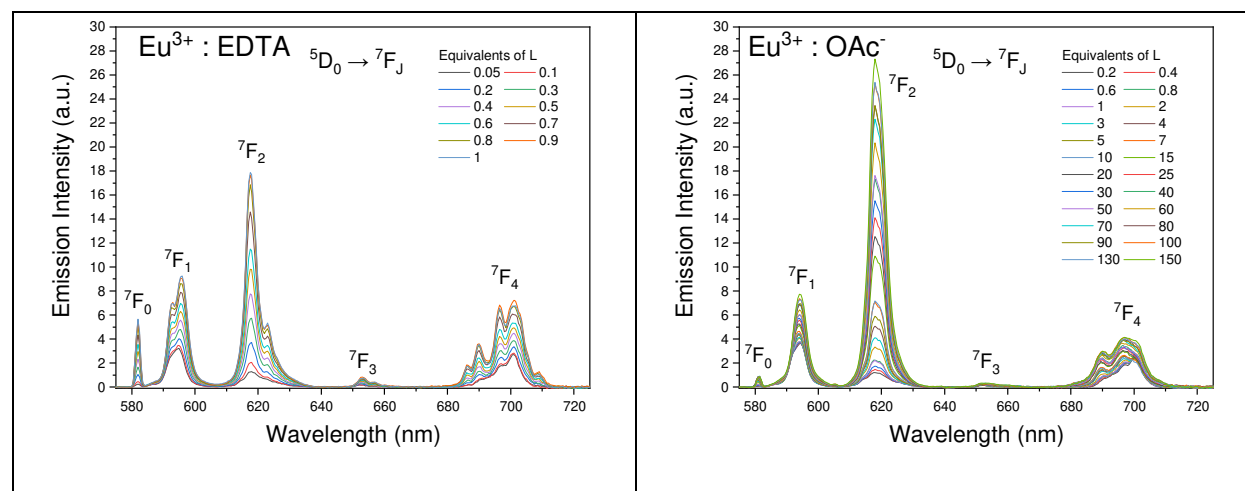 Eu³⁺ : EDTA
⁵D₀ → ⁷F_J
Equivalents of L
0.05 0.1
0.2 0.3
0.4 0.5
0.6 0.7
0.8 0.9
1
⁷F₀
⁷F₁
⁷F₂
⁷F₃
⁷F₄
Emission Intensity (a.u.)
30
28
26
24
22
20
18
16
14
12
10
8
6
4
2
0
580 600 620 640 660 680 700 720
Wavelength (nm)
Eu³⁺ : OAc⁻
⁵D₀ → ⁷F_J
Equivalents of L
0.2 0.4
0.6 0.8
1 2
3 4
5 7
10 15
20 25
30 40
50 60
70 80
90 100
130 150
⁷F₀
⁷F₁
⁷F₂
⁷F₃
⁷F₄
Emission Intensity (a.u.)
30
28
26
24
22
20
18
16
14
12
10
8
6
4
2
0
580 600 620 640 660 680 700 720
Wavelength (nm)